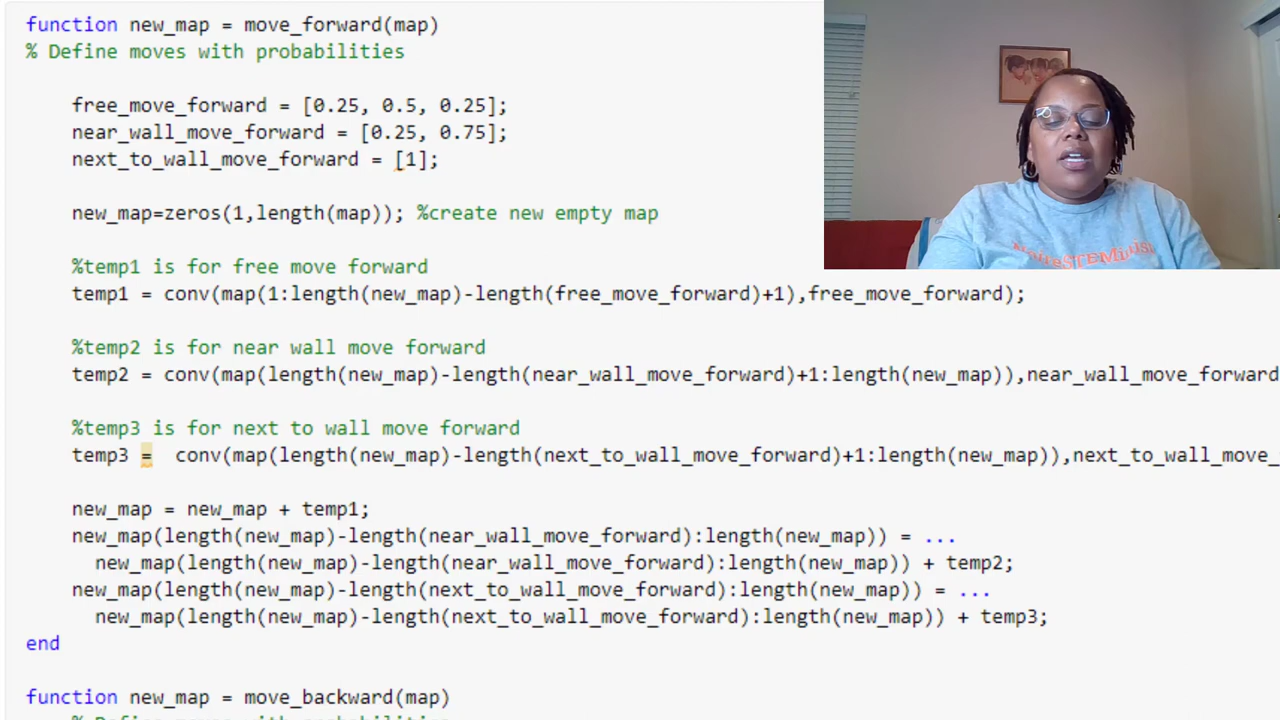 function new_map = move_forward(map)
% Define moves with probabilities
free_move_forward = [0.25, 0.5, 0.25];
near_wall_move_forward = [0.25, 0.75];
next_to_wall_move_forward = [1];
new_map=zeros(1,length(map)); %create new empty map
%temp1 is for free move forward
temp1 = conv(map(1:length(new_map)-length(free_move_forward)+1),free_move_forward);
%temp2 is for near wall move forward
temp2 = conv(map(length(new_map)-length(near_wall_move_forward)+1:length(new_map)),near_wall_move_forward
%temp3 is for next to wall move forward
temp3 =  conv(map(length(new_map)-length(next_to_wall_move_forward)+1:length(new_map)),next_to_wall_move_
new_map = new_map + temp1;
new_map(length(new_map)-length(near_wall_move_forward):length(new_map)) = ...
new_map(length(new_map)-length(near_wall_move_forward):length(new_map)) + temp2;
new_map(length(new_map)-length(next_to_wall_move_forward):length(new_map)) = ...
new_map(length(new_map)-length(next_to_wall_move_forward):length(new_map)) + temp3;
end
function new_map = move_backward(map)
% Define moves with probabilities